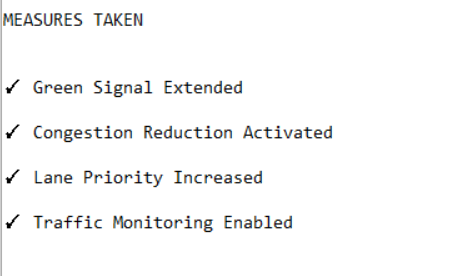 MEASURES TAKEN
✓ Green Signal Extended
✓ Congestion Reduction Activated
✓ Lane Priority Increased
✓ Traffic Monitoring Enabled